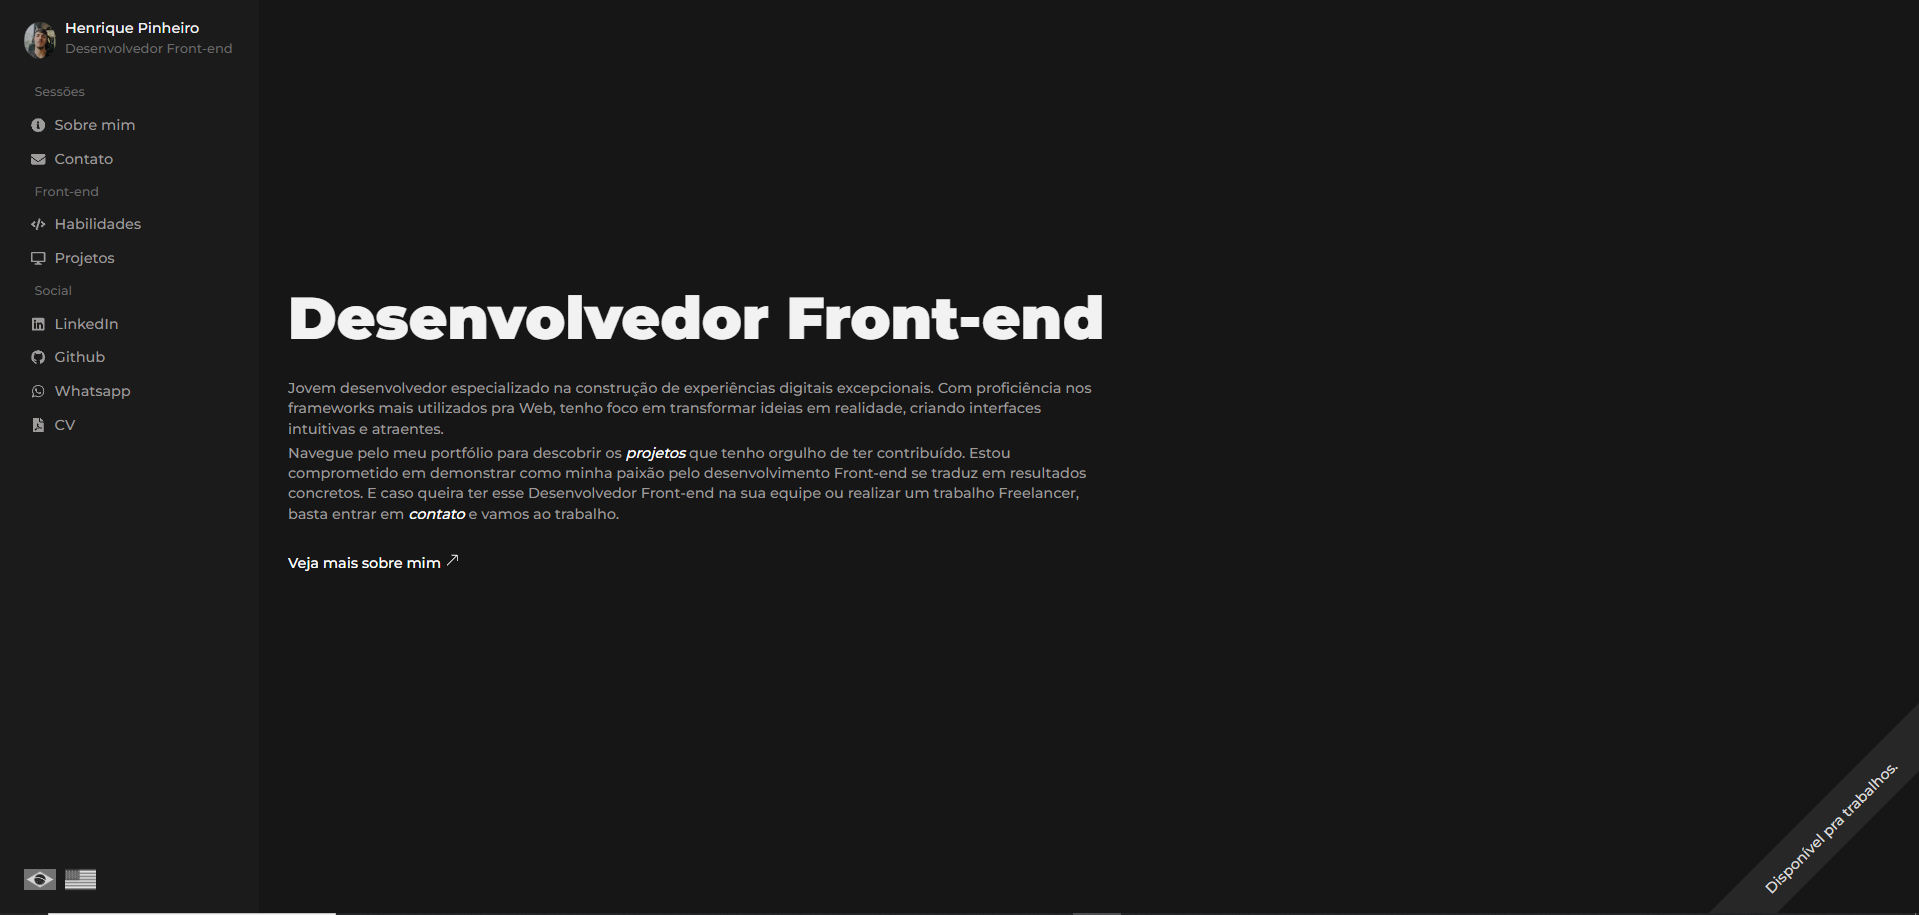 Henrique Pinheiro
Desenvolvedor Front-end
Sessões
Sobre mim
Contato
Front-end
Habilidades
Projetos
Social
LinkedIn
Github
Whatsapp
CV
Desenvolvedor Front-end
Jovem desenvolvedor especializado na construção de experiências digitais excepcionais. Com proficiência nos
frameworks mais utilizados pra Web, tenho foco em transformar ideias em realidade, criando interfaces
intuitivas e atraentes.
Navegue pelo meu portfólio para descobrir os projetos que tenho orgulho de ter contribuído. Estou
comprometido em demonstrar como minha paixão pelo desenvolvimento Front-end se traduz em resultados
concretos. E caso queira ter esse Desenvolvedor Front-end na sua equipe ou realizar um trabalho Freelancer,
basta entrar em contato e vamos ao trabalho.
Veja mais sobre mim
Disponível pra trabalhos.